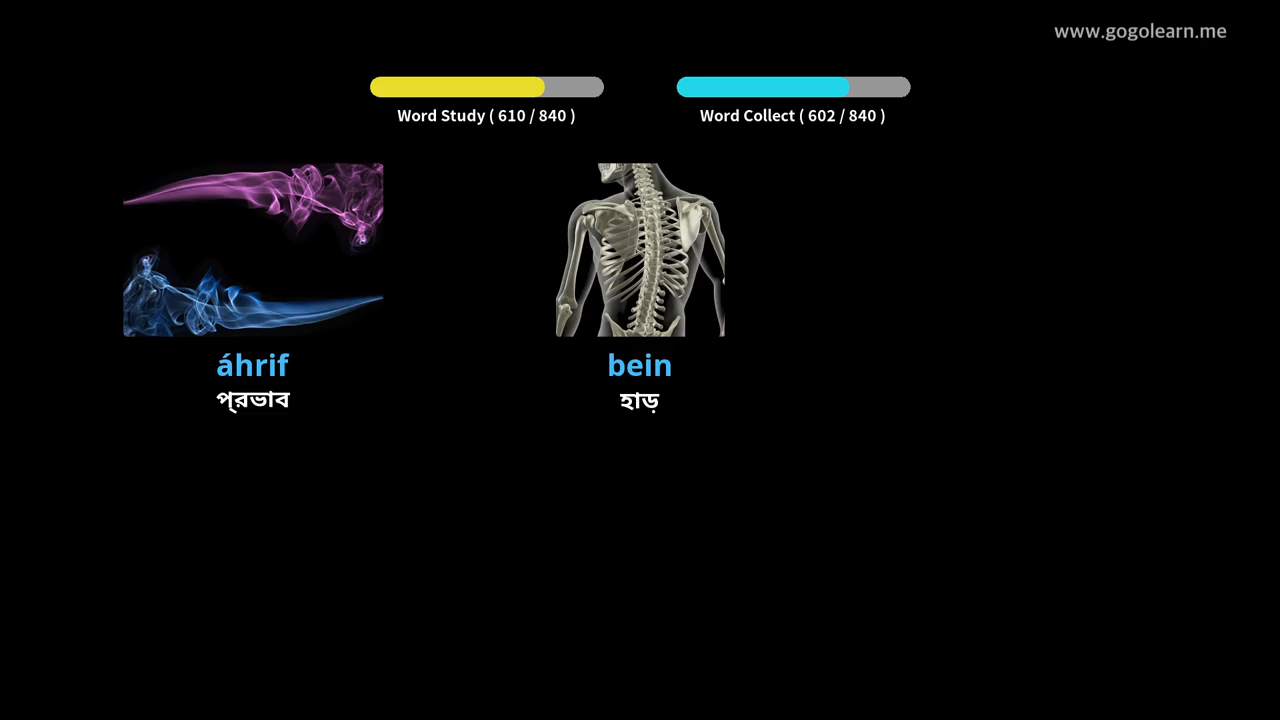 www.gogolearn.me
Word Study ( 610 / 840 )
Word Collect ( 602 / 840 )
áhrif
প্রভাব
bein
হাড়